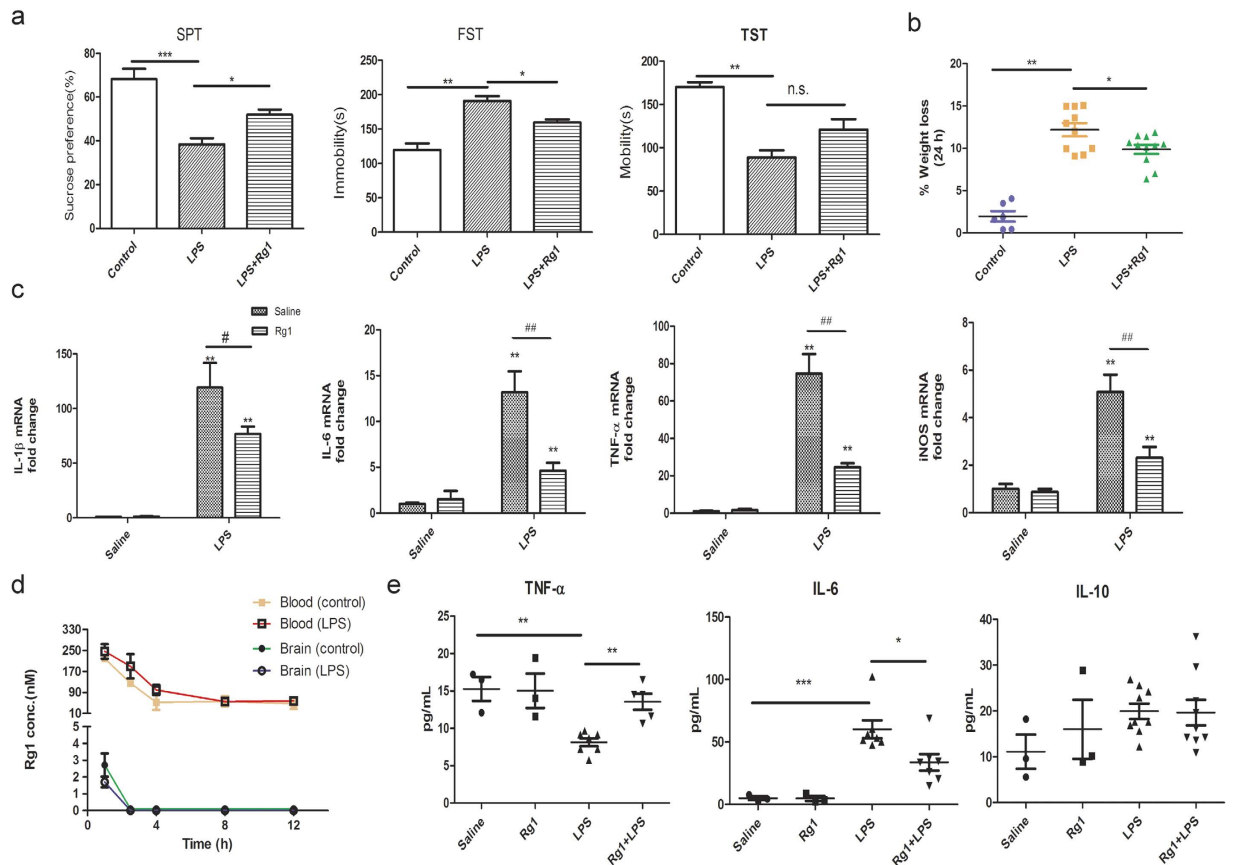 a
SPT
Sucrose preference(%)
80
60
40
20
0
***
*
Control
LPS
LPS+Rg1
FST
Immobility(s)
250
200
150
100
50
0
**
*
Control
LPS
LPS+Rg1
TST
Mobility(s)
200
150
100
50
0
**
n.s.
Control
LPS
LPS+Rg1
b
% Weight loss
(24 h)
20
15
10
5
0
**
*
Control
LPS
LPS+Rg1
c
Saline
Rg1
IL-1β mRNA
fold change
150
100
50
0
#
**
**
Saline
LPS
IL-6 mRNA
fold change
20
15
10
5
0
##
**
**
Saline
LPS
TNF-α mRNA
fold change
100
80
60
40
20
0
##
**
**
Saline
LPS
iNOS mRNA
fold change
8
6
4
2
0
##
**
**
Saline
LPS
d
Blood (control)
Blood (LPS)
Brain (control)
Brain (LPS)
Rg1 conc.(nM)
330
250
170
90
10
5
4
3
2
1
0
0
4
8
12
Time (h)
e
TNF-α
pg/mL
25
20
15
10
5
0
**
**
Saline
Rg1
LPS
Rg1+LPS
IL-6
pg/mL
150
100
50
0
***
*
Saline
Rg1
LPS
Rg1+LPS
IL-10
pg/mL
40
30
20
10
0
Saline
Rg1
LPS
Rg1+LPS